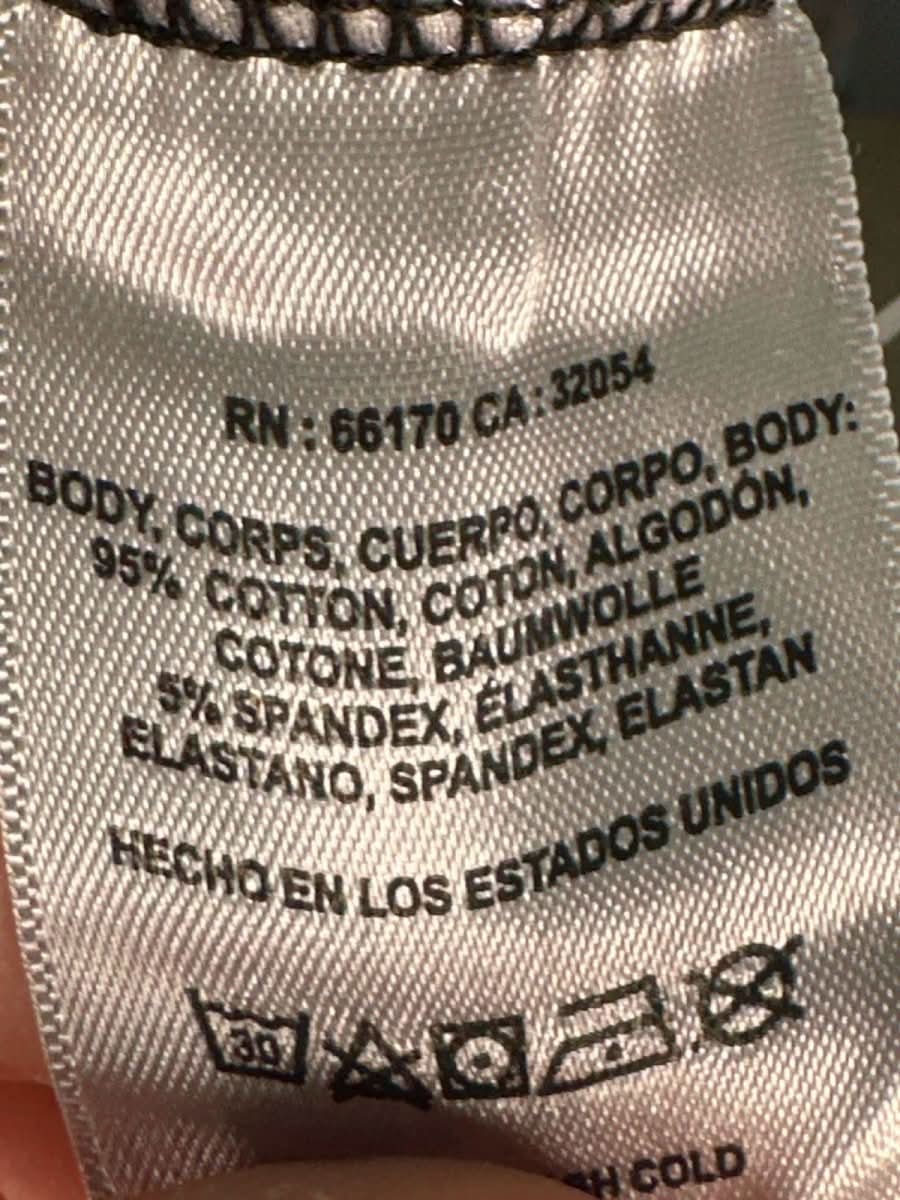 RN : 66170 CA : 32054
BODY, CORPS, CUERPO, CORPO, BODY:
95% COTTON, COTON, ALGODÓN,
COTONE, BAUMWOLLE
5% SPANDEX, ÉLASTHANNE,
ELASTANO, SPANDEX, ELASTAN
HECHO EN LOS ESTADOS UNIDOS
30
COLD